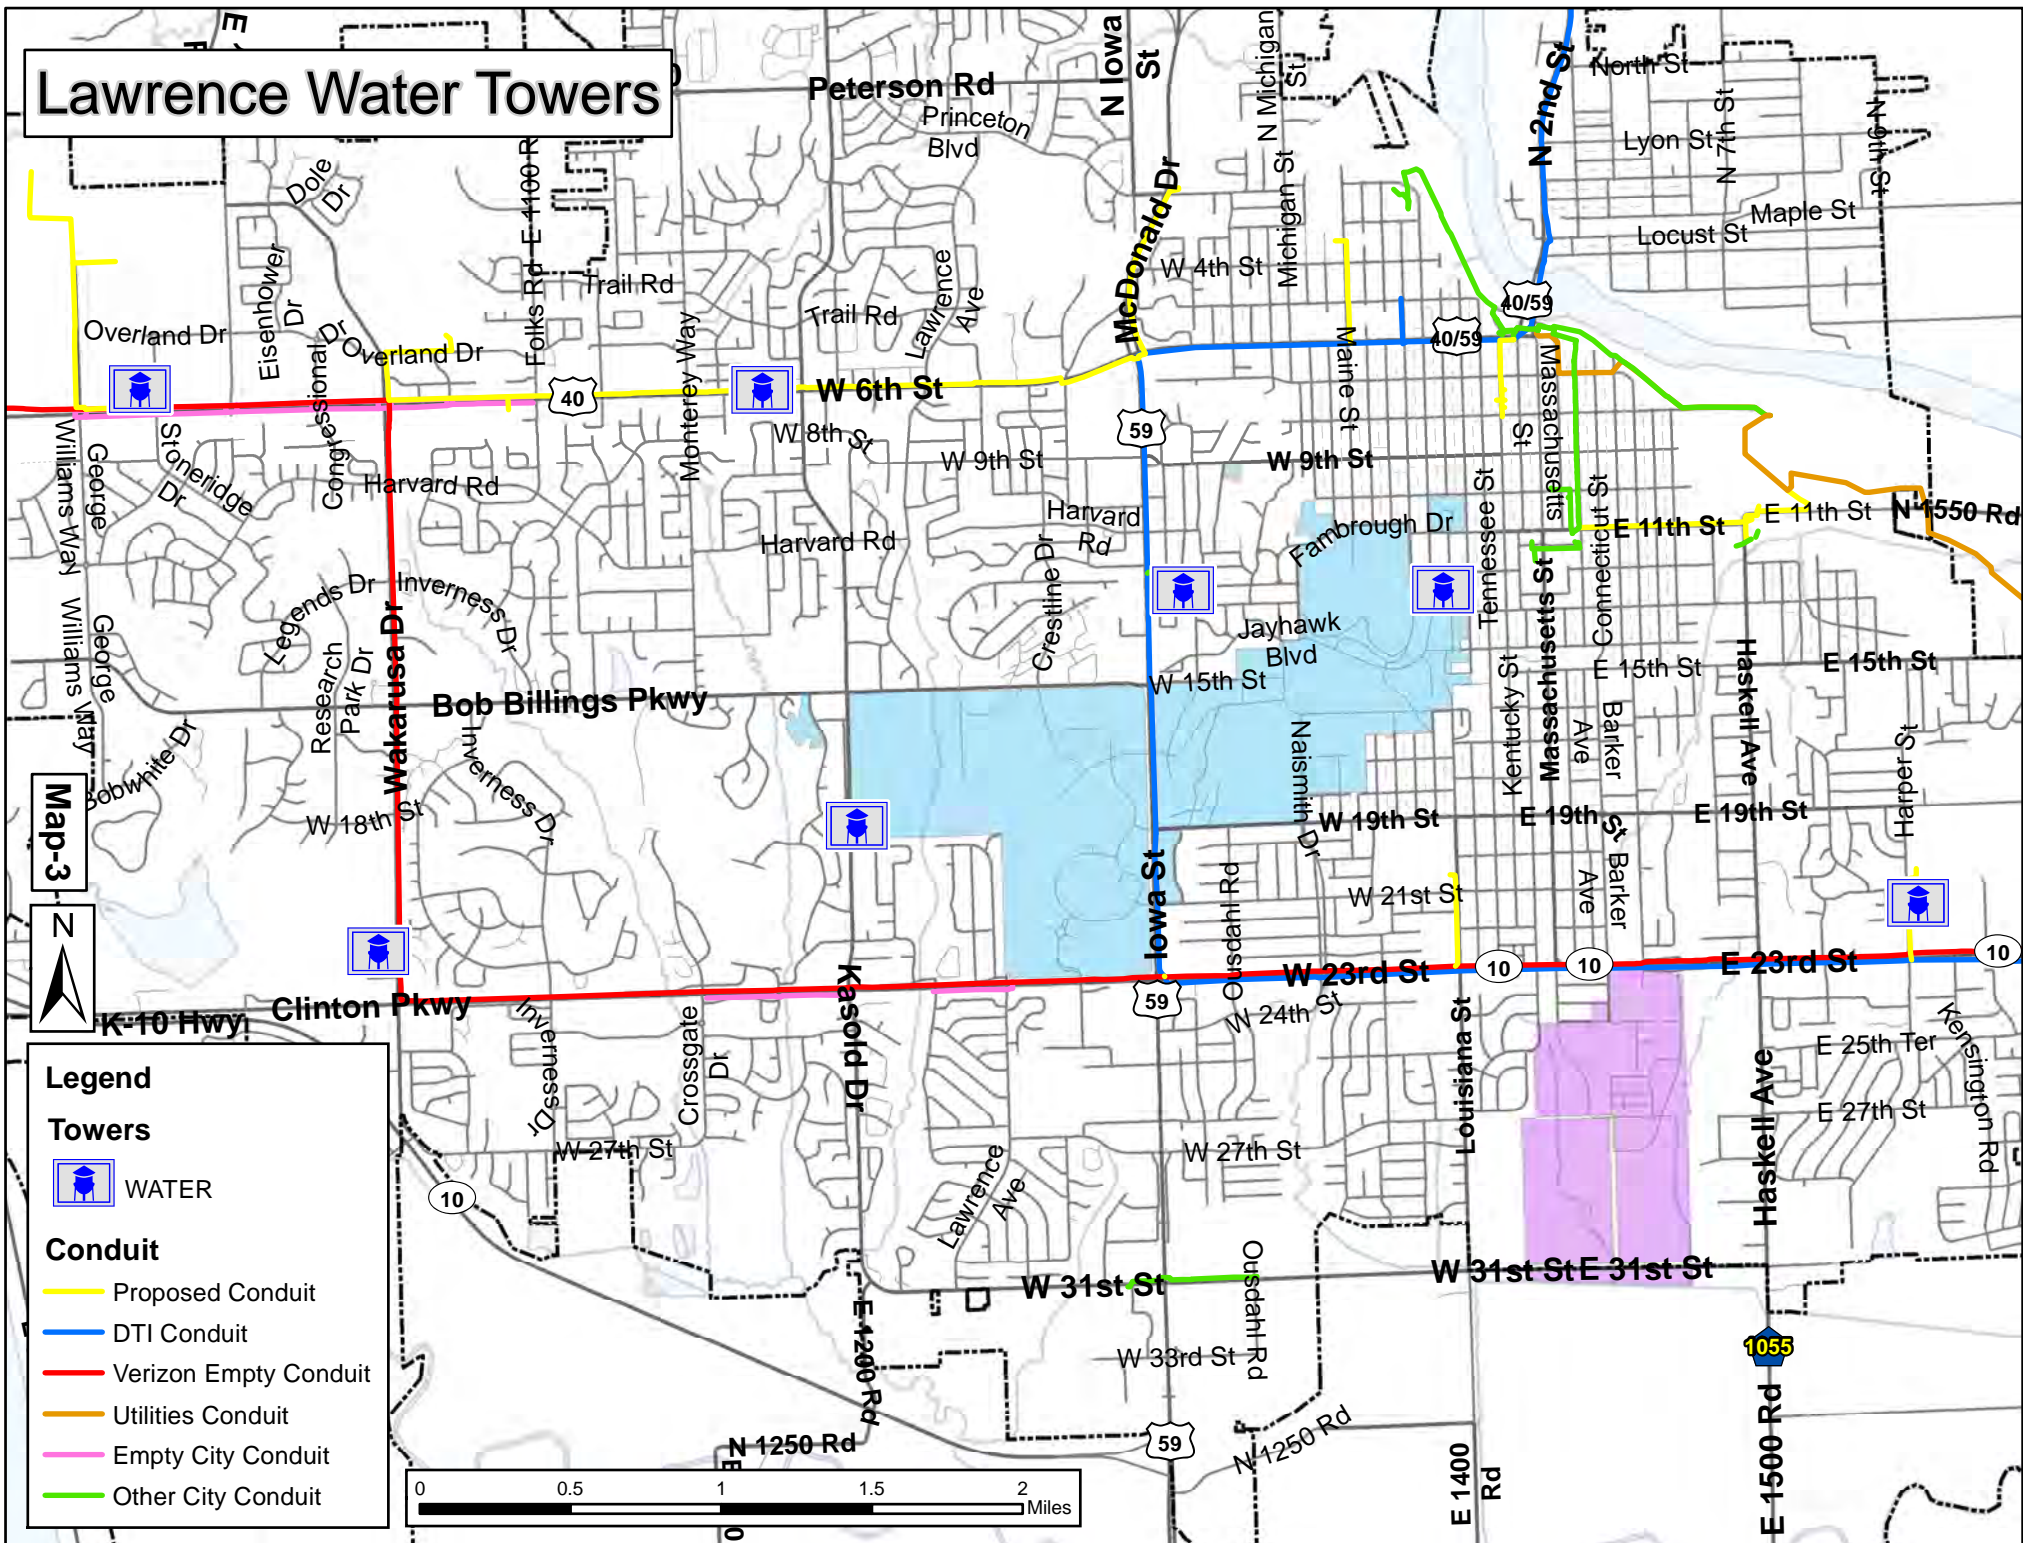 Lawrence Water Towers
Peterson Rd
Princeton
Blvd
N Iowa
St
N Michigan
St
Michigan St
N 2nd St
North St
Lyon St
N 7th St
N 9th St
Maple St
Locust St
Dole
Dr
E 1100 R
Folks Rd
Eisenhower
Dr
Overland Dr
Dr
Overland Dr
Congressional
Trail Rd
Monterey Way
Trail Rd
Lawrence
Ave
McDonald Dr
W 4th St
40/59
40/59
Maine St
Massachusetts
St
40
W 6th St
59
W 8th St
W 9th St
W 9th St
Williams Way
George
Stoneridge
Dr
Harvard Rd
Harvard Rd
Harvard
Rd
Crestline Dr
Fambrough Dr
Tennessee St
Connecticut St
E 11th St
E 11th St
N 1550 Rd
Legends Dr
Inverness Dr
Williams Way
George
Research
Park Dr
Wakarusa Dr
Bob Billings Pkwy
Jayhawk
Blvd
W 15th St
Massachusetts St
E 15th St
E 15th St
Haskell Ave
Kentucky St
Barker
Ave
Naismith Dr
Harper St
Bobwhite Dr
Inverness Dr
W 18th St
W 19th St
E 19th St
E 19th St
Map-3
N
Iowa St
Ousdahl Rd
W 21st St
Barker
Ave
W 23rd St
10
10
E 23rd St
10
K-10 Hwy
Clinton Pkwy
Inverness Dr
Crossgate
Dr
Kasold Dr
59
W 24th St
Louisiana St
E 25th Ter
Kensington Rd
E 27th St
Haskell Ave
W 27th St
W 27th St
10
Lawrence
Ave
W 31st St
Ousdahl Rd
W 31st St
E 31st St
E 1200 Rd
W 33rd St
1055
N 1250 Rd
59
N 1250 Rd
E 1400
Rd
E 1500 Rd
Legend
Towers
WATER
Conduit
Proposed Conduit
DTI Conduit
Verizon Empty Conduit
Utilities Conduit
Empty City Conduit
Other City Conduit
0 0.5 1 1.5 2
Miles